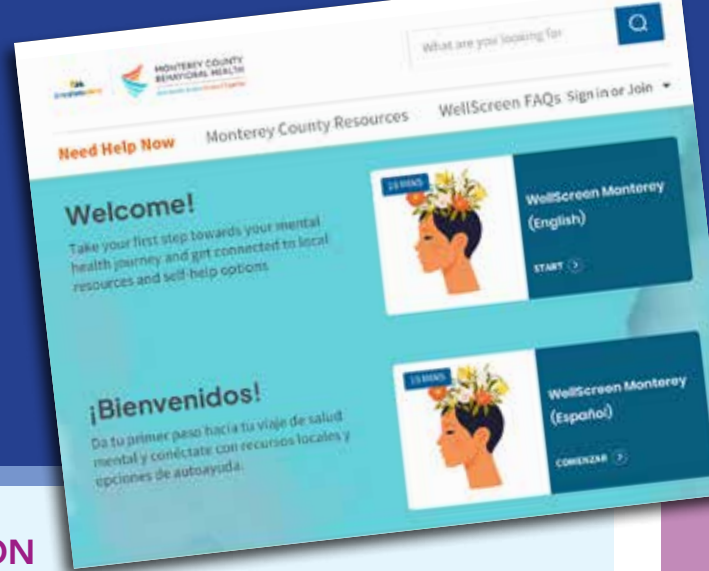 MONTEREY COUNTY
BEHAVIORAL HEALTH
What are you looking for
Need Help Now
Monterey County Resources
WellScreen FAQs
Sign in or Join
Welcome!
Take your first step towards your mental
health journey and get connected to local
resources and self-help options
WellScreen Monterey
(English)
START
¡Bienvenidos!
Da tu primer paso hacia tu viaje de salud
mental y conéctate con recursos locales y
opciones de autoayuda.
15 MINS
WellScreen Monterey
(Español)
COMENZAR
ON